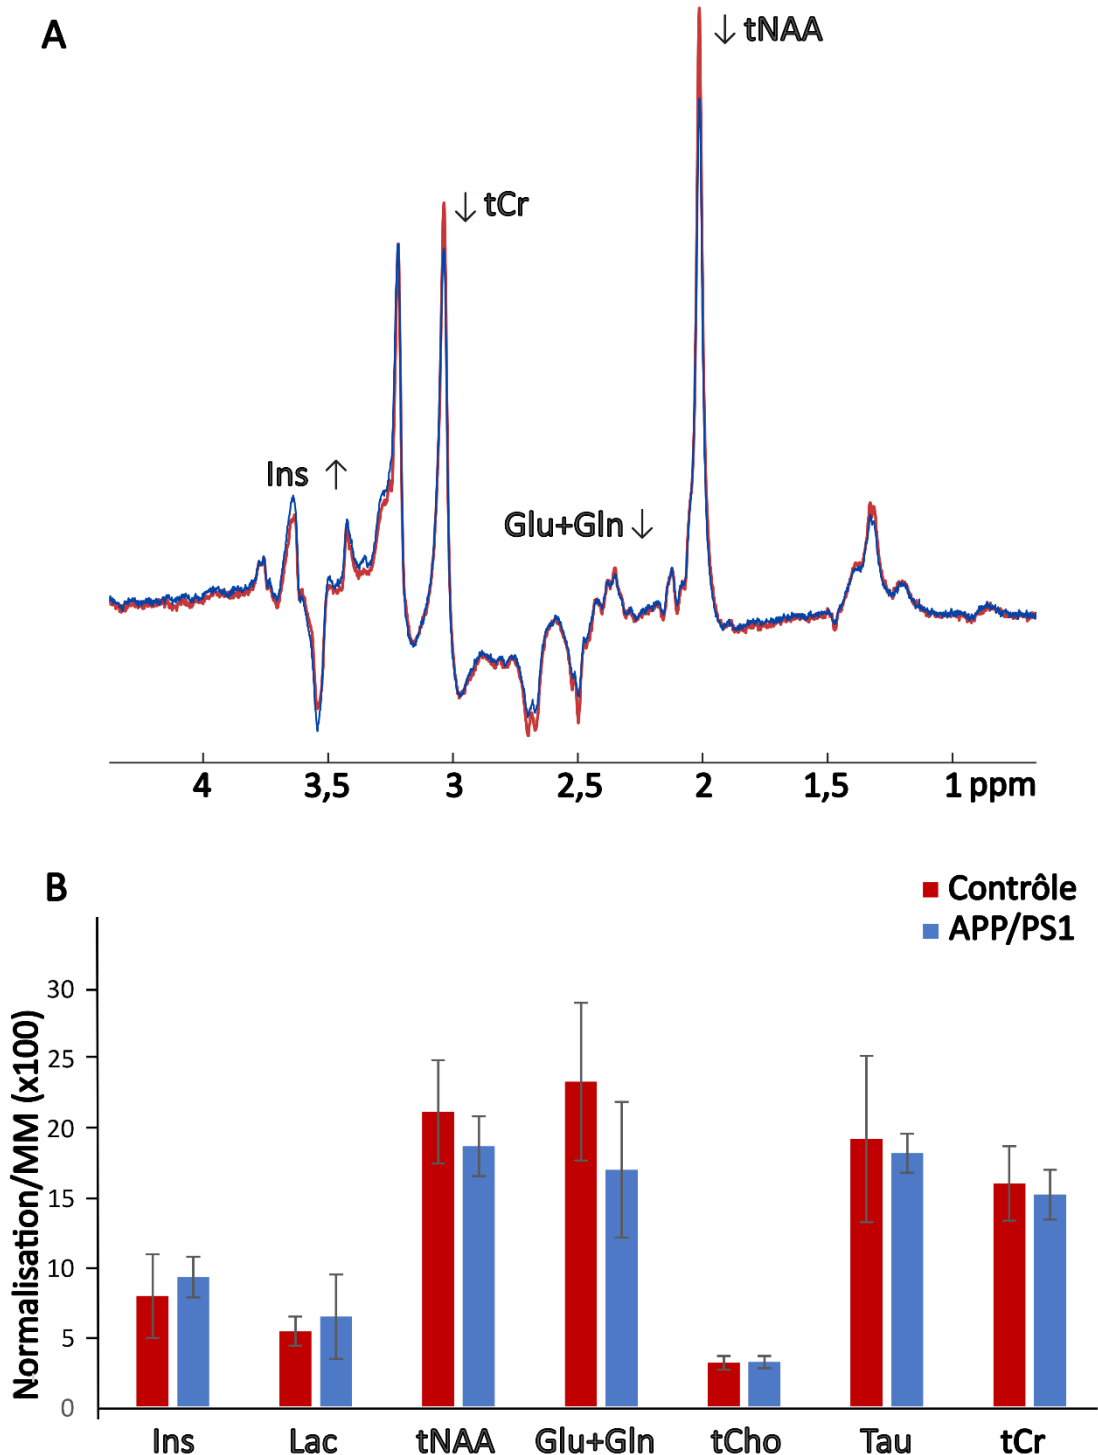 A
↓ tNAA
↓ tCr
Ins ↑
Glu+Gln ↓
4 3,5 3 2,5 2 1,5 1 ppm
B
Contrôle
APP/PS1
Normalisation/MM (x100)
30
25
20
15
10
5
0
Ins Lac tNAA Glu+Gln tCho Tau tCr